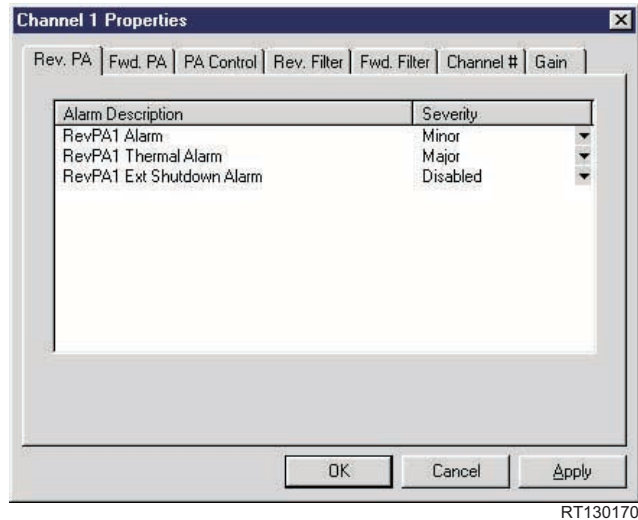 Channel 1 Properties
Rev. PA Fwd. PA PA Control Rev. Filter Fwd. Filter Channel # Gain
Alarm Description Severity
RevPA1 Alarm Minor
RevPA1 Thermal Alarm Major
RevPA1 Ext Shutdown Alarm Disabled
OK Cancel Apply
RT130170